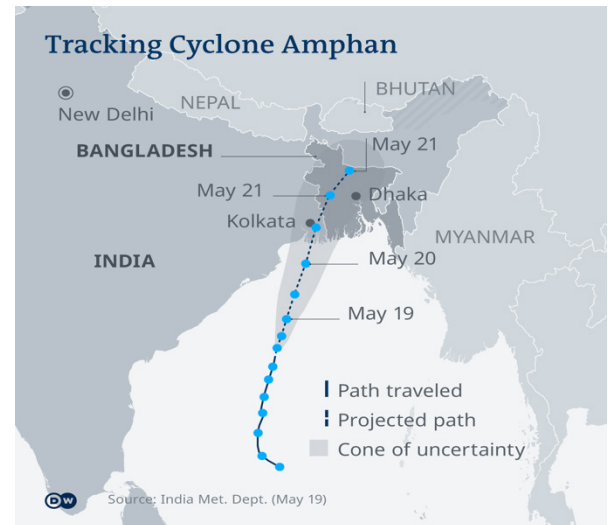 Tracking Cyclone Amphan
New Delhi
NEPAL
BHUTAN
BANGLADESH
May 21
May 21
Dhaka
Kolkata
MYANMAR
INDIA
May 20
May 19
Path traveled
Projected path
Cone of uncertainty
DW
Source: India Met. Dept. (May 19)